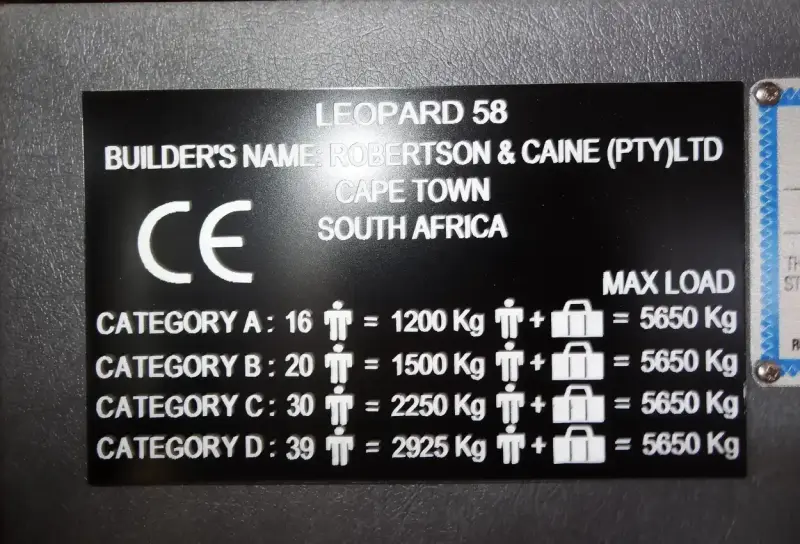 LEOPARD 58
BUILDER'S NAME: ROBERTSON & CAINE (PTY)LTD
CAPE TOWN
SOUTH AFRICA
CE
MAX LOAD
CATEGORY A: 16 = 1200 Kg + = 5650 Kg
CATEGORY B: 20 = 1500 Kg + = 5650 Kg
CATEGORY C: 30 = 2250 Kg + = 5650 Kg
CATEGORY D: 39 = 2925 Kg + = 5650 Kg